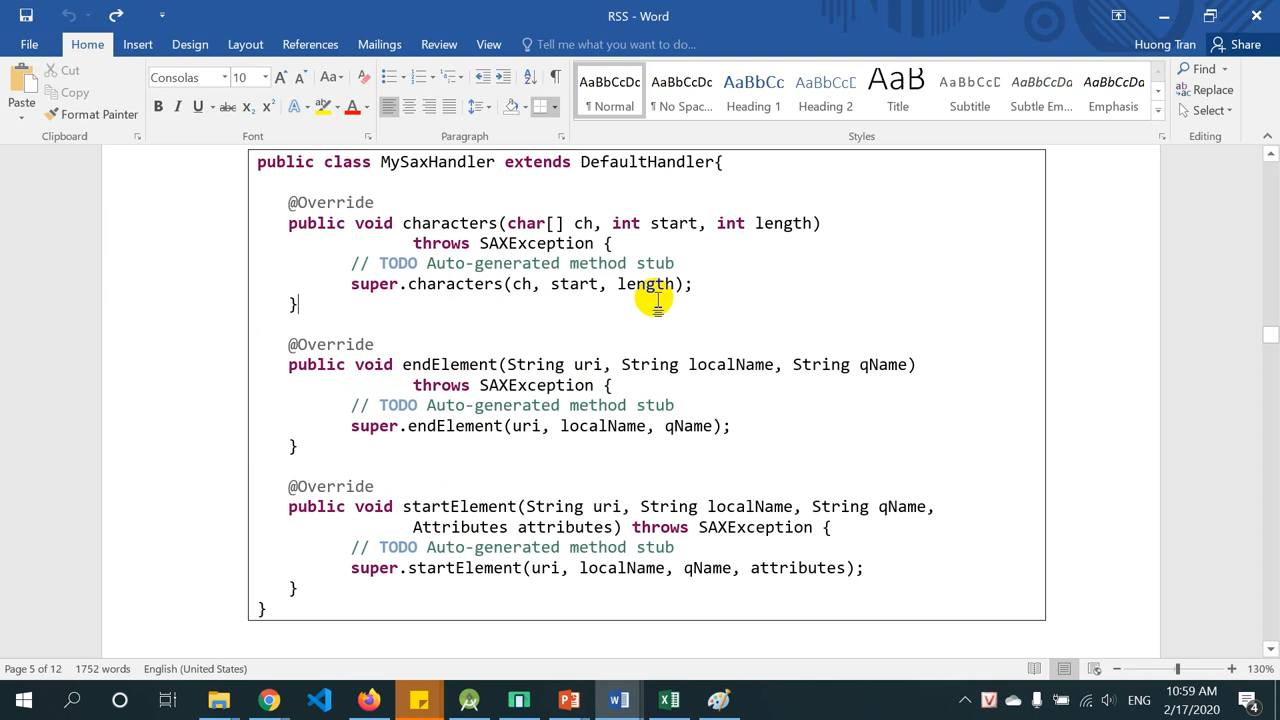 RSS - Word
File Home Insert Design Layout References Mailings Review View Tell me what you want to do... Huong Tran Share
Paste
Cut
Copy
Format Painter
Clipboard
Consolas 10
Font
Paragraph
AaBbCcDc AaBbCcDc AaBbCc AaBbCcDc AaB AaBbCcD AaBbCcDc AaBbCcDc
¶ Normal ¶ No Spac... Heading 1 Heading 2 Title Subtitle Subtle Em... Emphasis
Styles
Find
Replace
Select
Editing
public class MySaxHandler extends DefaultHandler{
@Override
public void characters(char[] ch, int start, int length)
throws SAXException {
// TODO Auto-generated method stub
super.characters(ch, start, length);
}
@Override
public void endElement(String uri, String localName, String qName)
throws SAXException {
// TODO Auto-generated method stub
super.endElement(uri, localName, qName);
}
@Override
public void startElement(String uri, String localName, String qName,
Attributes attributes) throws SAXException {
// TODO Auto-generated method stub
super.startElement(uri, localName, qName, attributes);
}
}
Page 5 of 12 1752 words English (United States) 130%
ENG 10:59 AM
2/17/2020
4